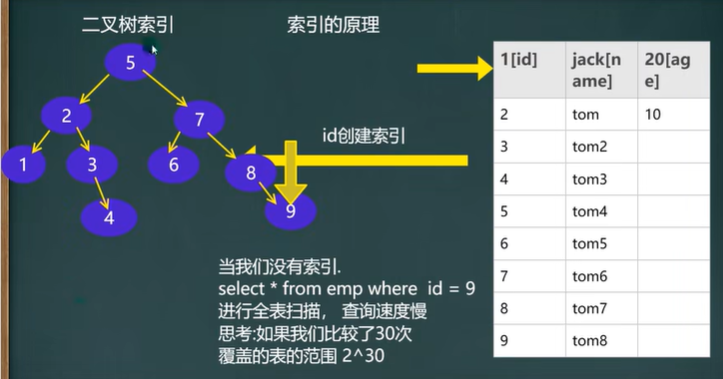 二叉树索引
索引的原理
5
2
7
1
3
6
8
4
9
id创建索引
当我们没有索引.
select * from emp where id = 9
进行全表扫描， 查询速度慢
思考:如果我们比较了30次
覆盖的表的范围 2^30
1[id] jack[n 20[ag
ame] e]
2 tom 10
3 tom2
4 tom3
5 tom4
6 tom5
7 tom6
8 tom7
9 tom8